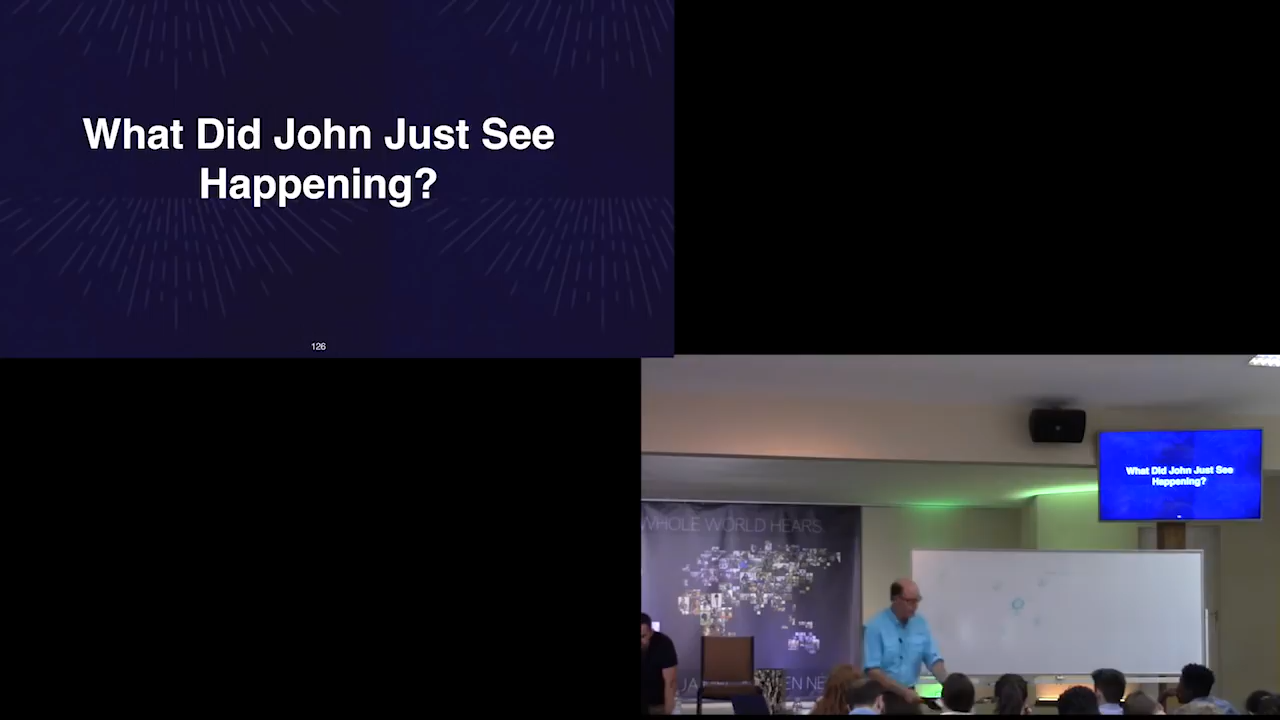 What Did John Just See
Happening?
126
WHOLE WORLD HEARS
What Did John Just See
Happening?